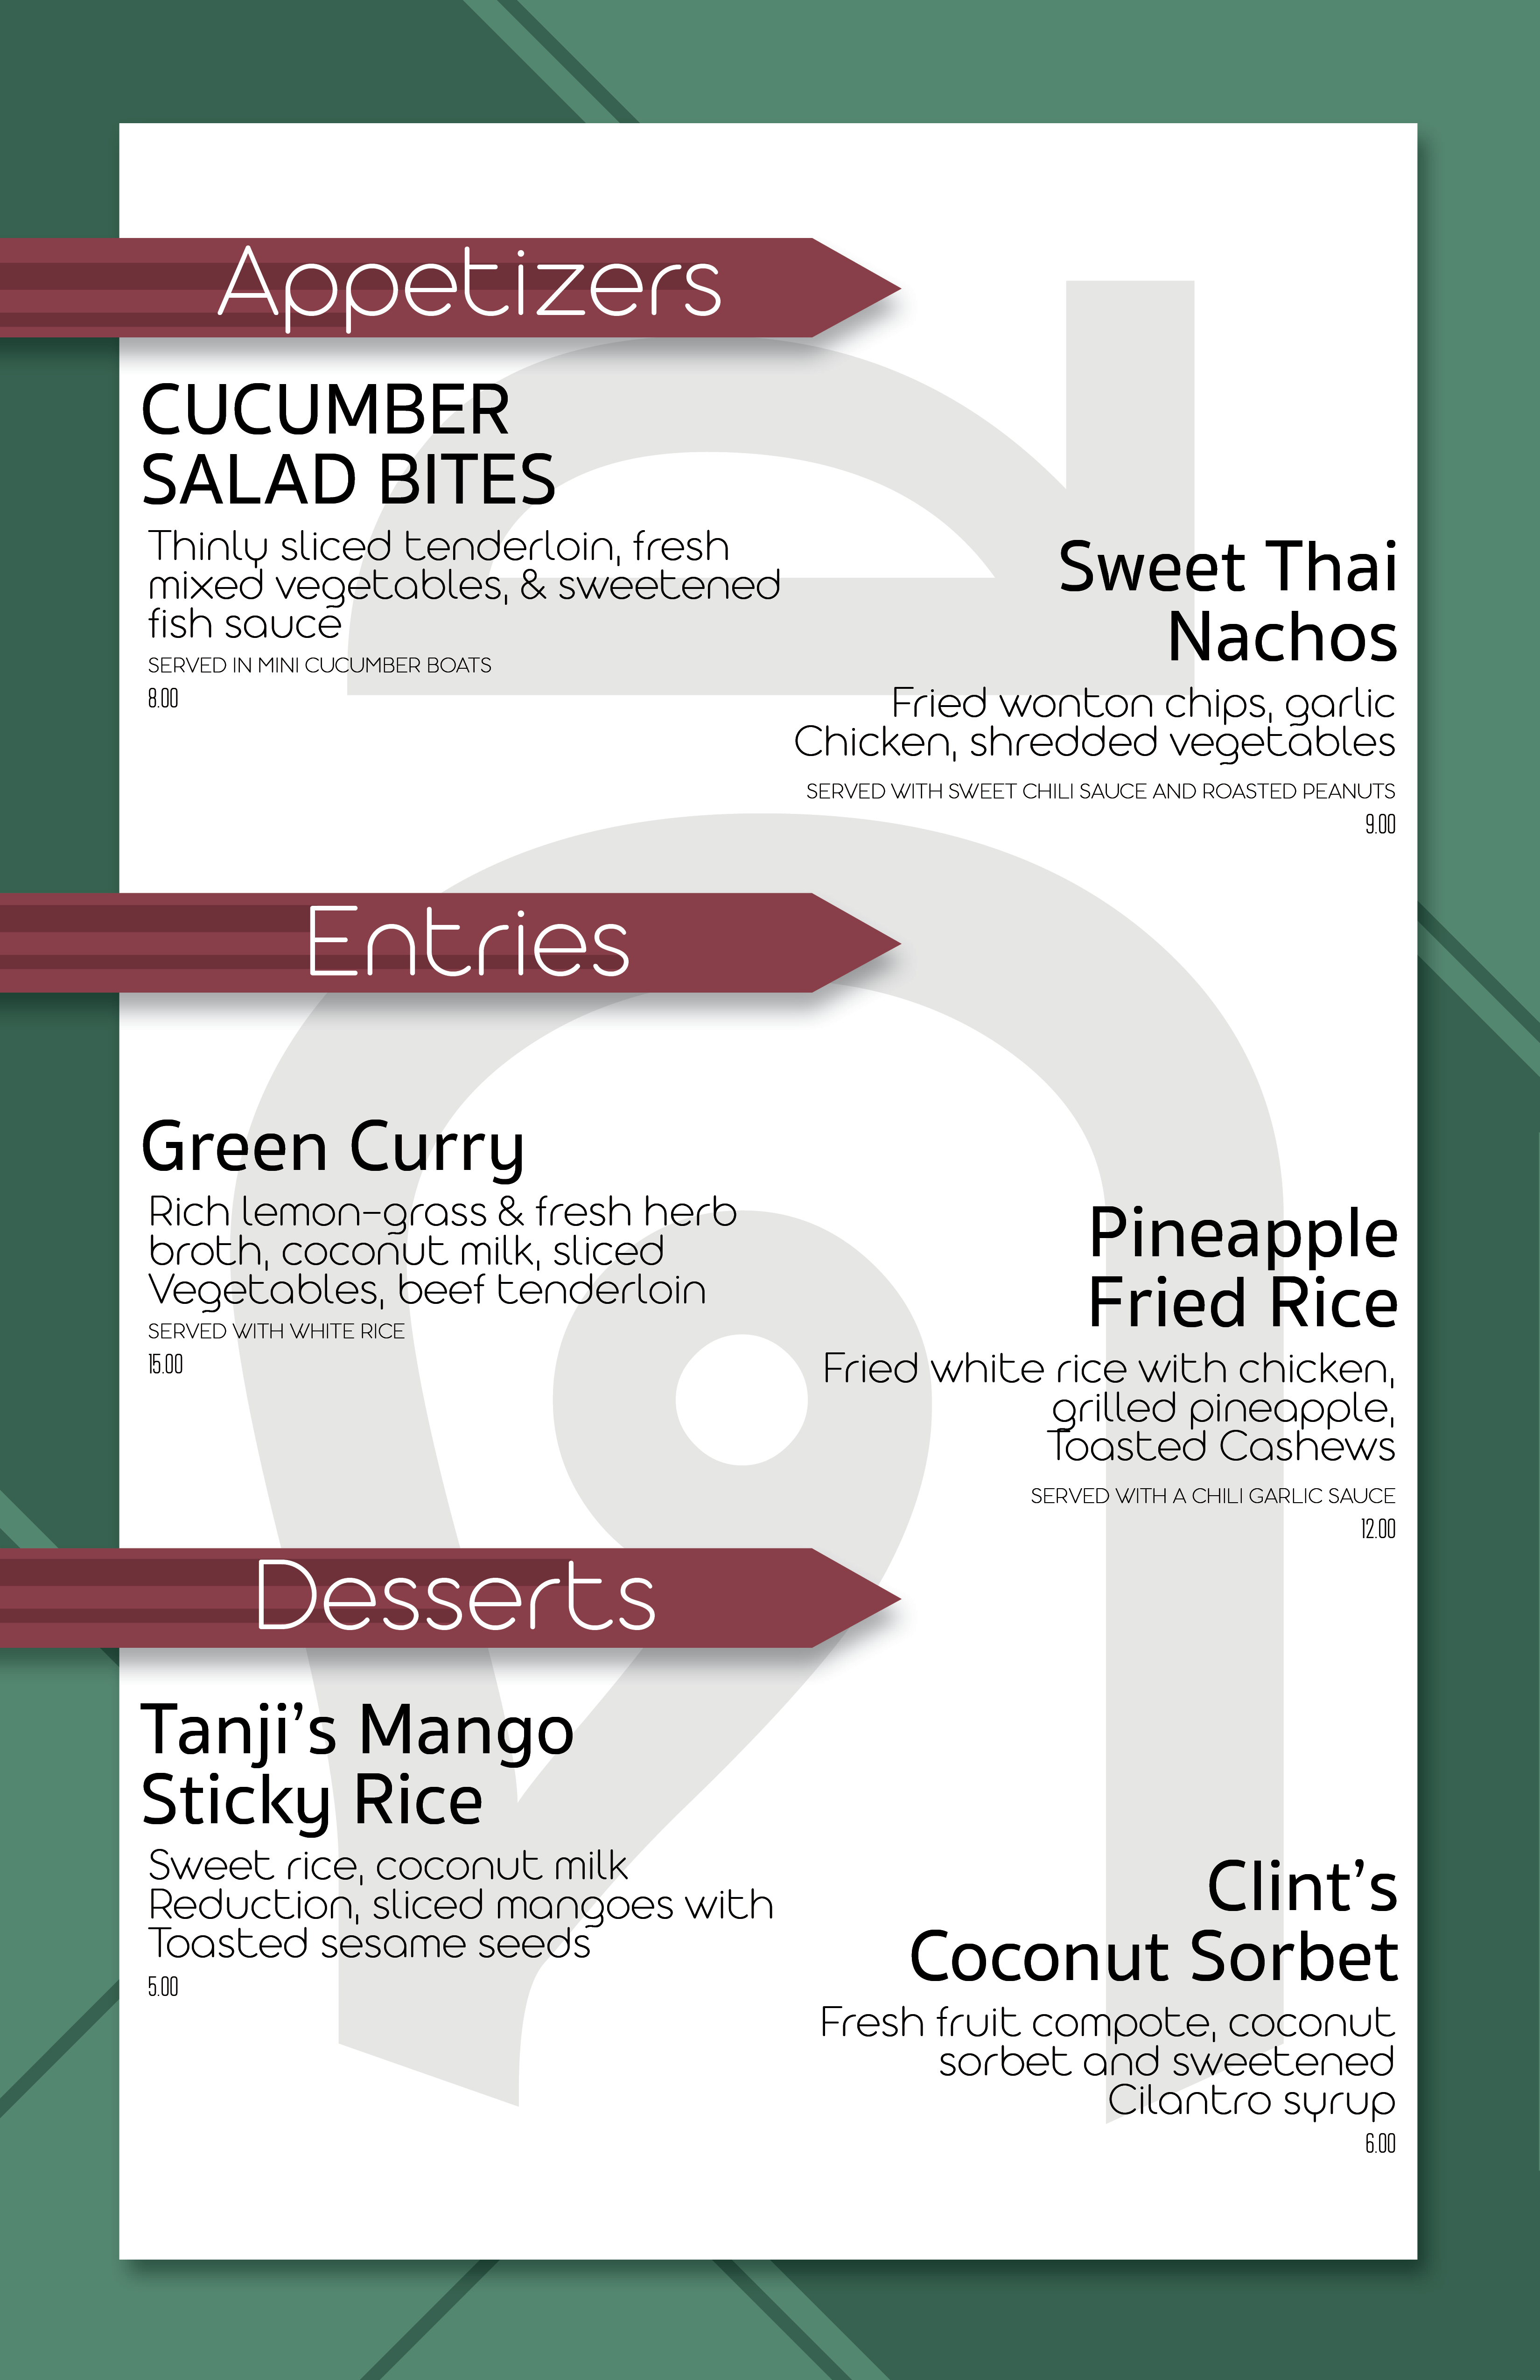 Appetizers
CUCUMBER
SALAD BITES
Thinly sliced tenderloin, fresh
mixed vegetables, & sweetened
fish sauce
SERVED IN MINI CUCUMBER BOATS
8.00
Sweet Thai
Nachos
Fried wonton chips, garlic
Chicken, shredded vegetables
SERVED WITH SWEET CHILI SAUCE AND ROASTED PEANUTS
9.00
Entries
Green Curry
Rich lemon-grass & fresh herb
broth, coconut milk, sliced
Vegetables, beef tenderloin
SERVED WITH WHITE RICE
15.00
Pineapple
Fried Rice
Fried white rice with chicken,
grilled pineapple,
Toasted Cashews
SERVED WITH A CHILI GARLIC SAUCE
12.00
Desserts
Tanji's Mango
Sticky Rice
Sweet rice, coconut milk
Reduction, sliced mangoes with
Toasted sesame seeds
5.00
Clint's
Coconut Sorbet
Fresh fruit compote, coconut
sorbet and sweetened
Cilantro syrup
6.00